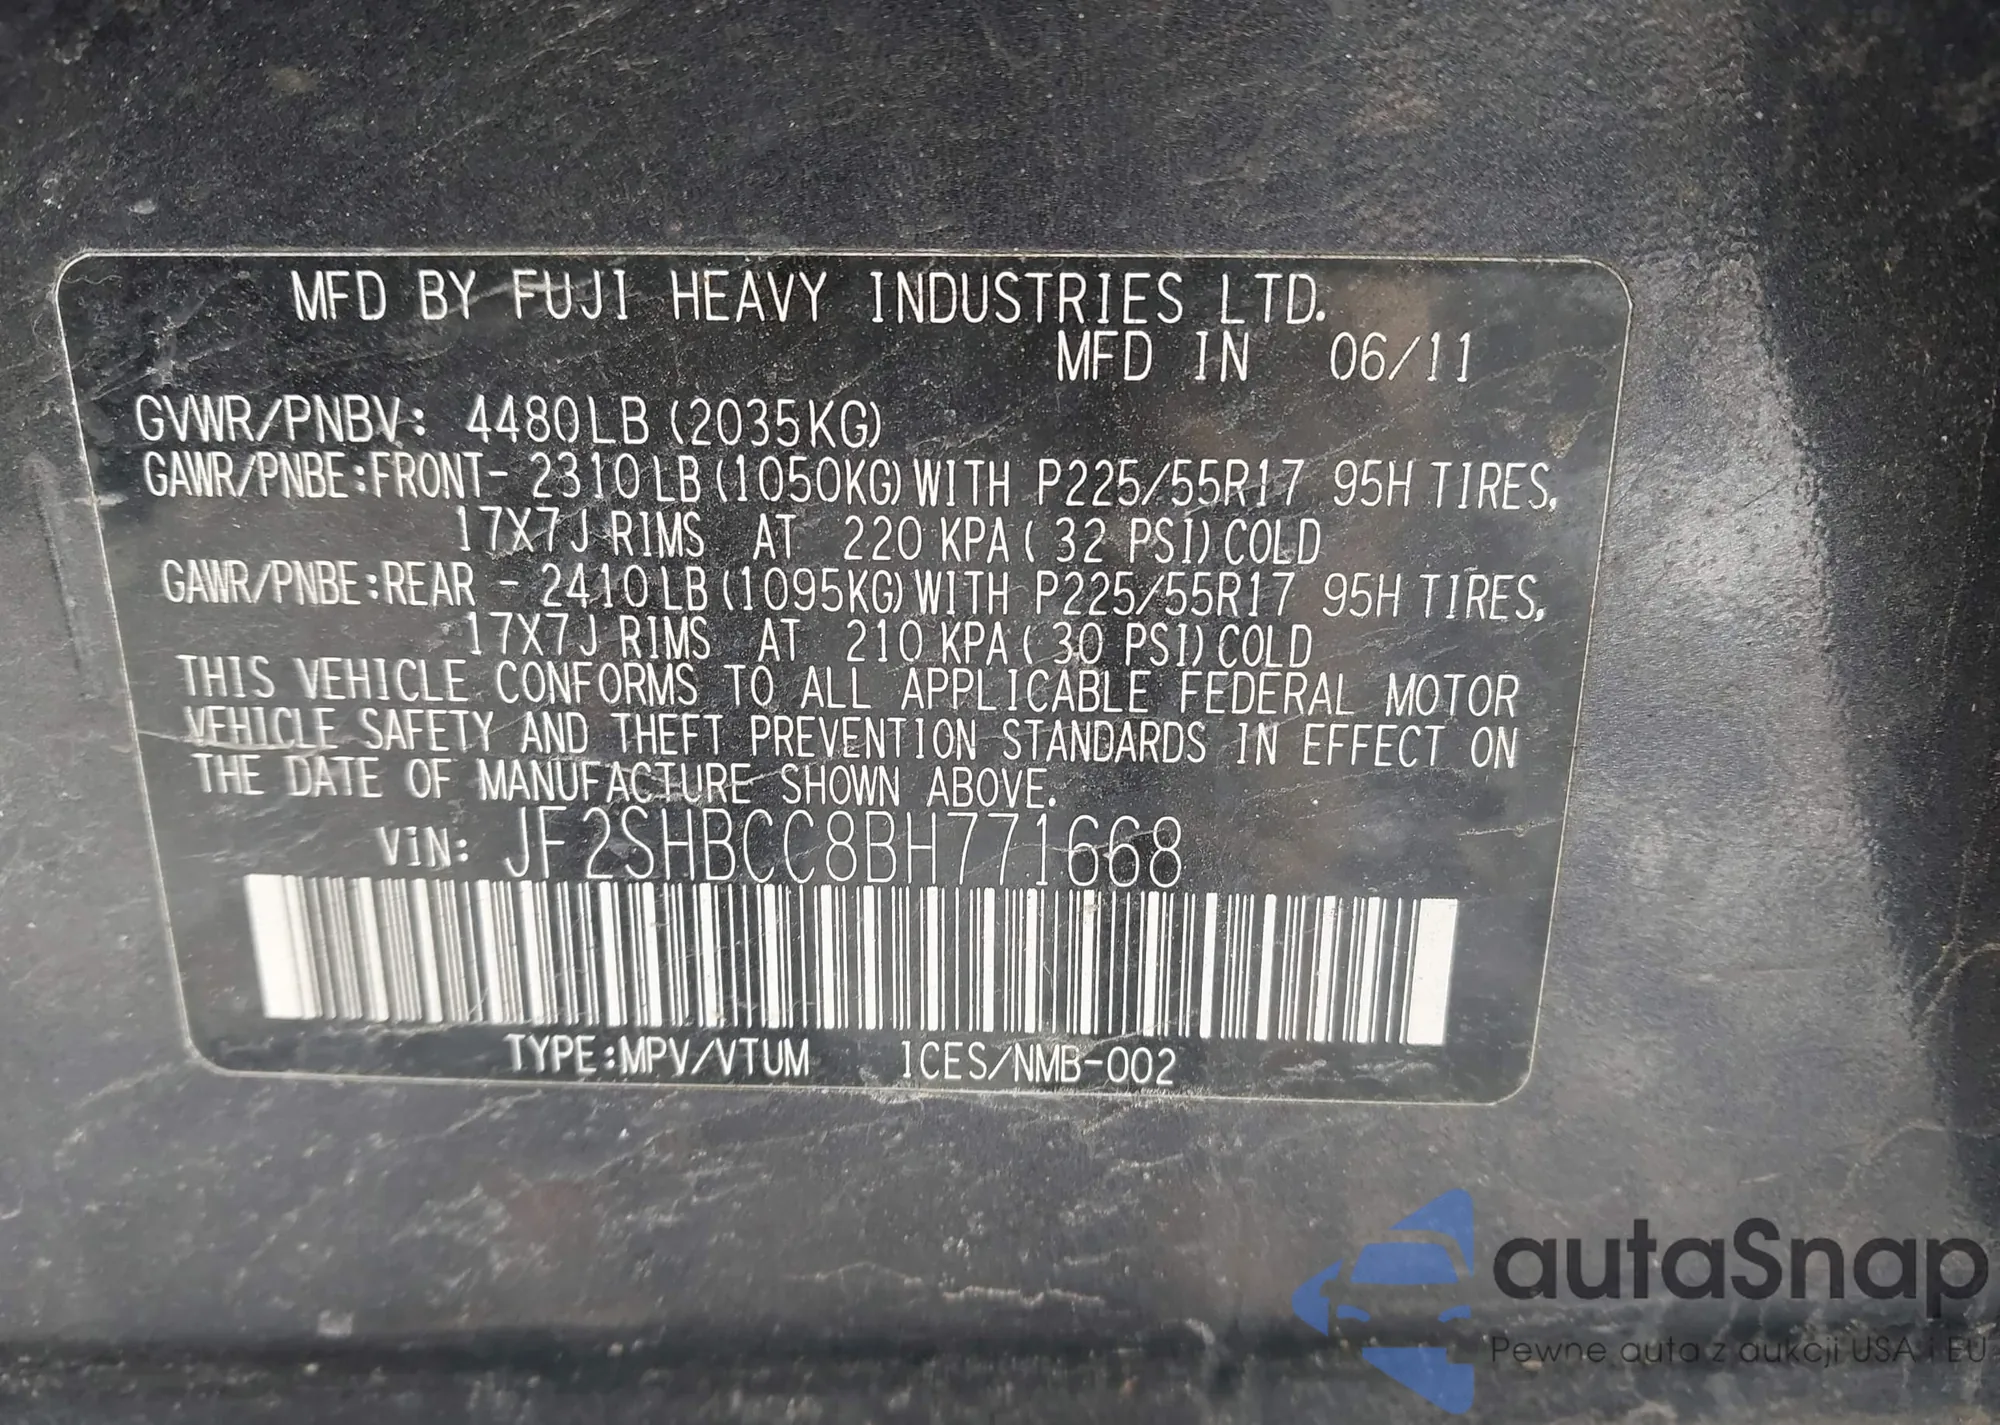 MFD BY FUJI HEAVY INDUSTRIES LTD.
MFD IN 06/11
GVWR/PNBV: 4480LB (2035KG)
GAWR/PNBE:FRONT- 2310LB (1050KG) WITH P225/55R17 95H TIRES,
17X7J RIMS AT 220 KPA ( 32 PSI) COLD
GAWR/PNBE:REAR - 2410LB (1095KG) WITH P225/55R17 95H TIRES,
17X7J RIMS AT 210 KPA ( 30 PSI) COLD
THIS VEHICLE CONFORMS TO ALL APPLICABLE FEDERAL MOTOR
VEHICLE SAFETY AND THEFT PREVENTION STANDARDS IN EFFECT ON
THE DATE OF MANUFACTURE SHOWN ABOVE.
ViN: JF2SHBCC8BH771668
TYPE:MPV/VTUM ICES/NMB-002
autaSnap
Pewne auta z aukcji USA i EU